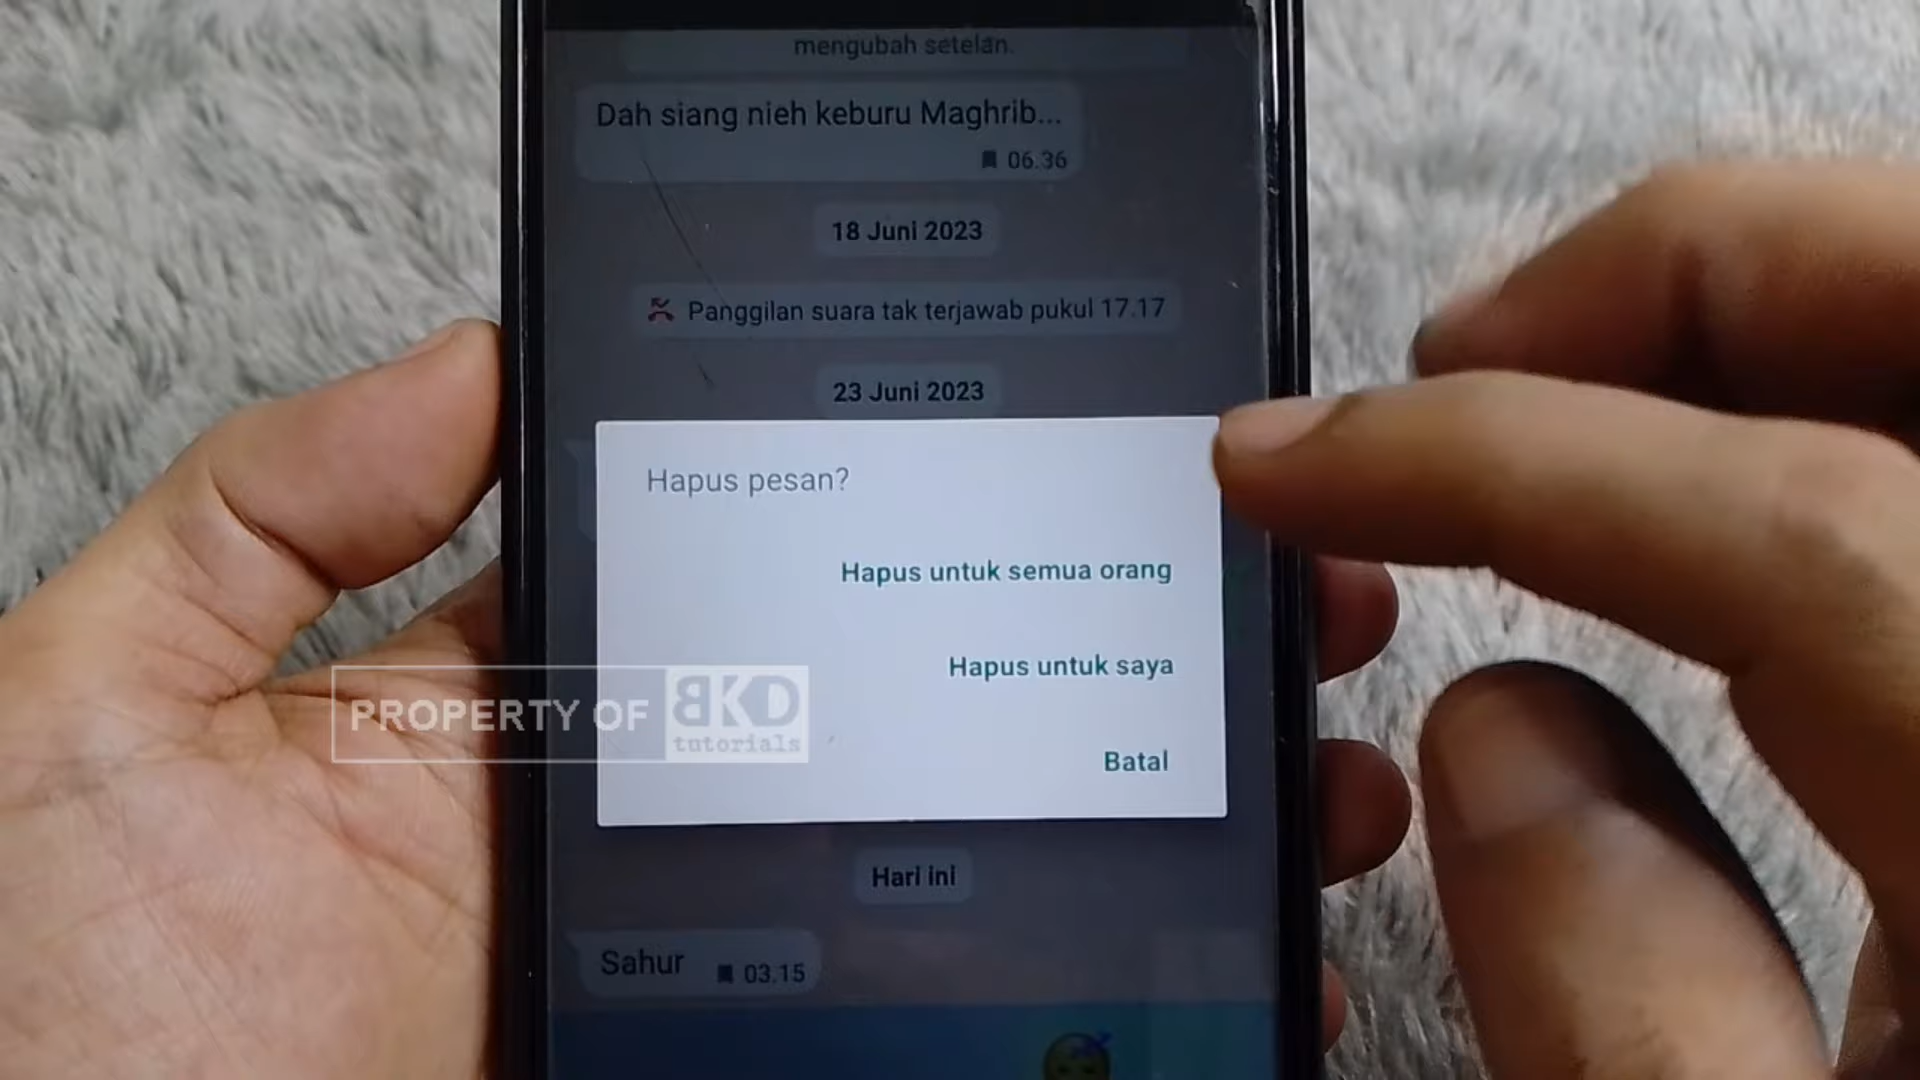 mengubah setelan.
Dah siang nieh keburu Maghrib...
06.36
18 Juni 2023
Panggilan suara tak terjawab pukul 17.17
23 Juni 2023
Hapus pesan?
Hapus untuk semua orang
Hapus untuk saya
PROPERTY OF BKD
tutorials
Batal
Hari ini
Sahur 03.15